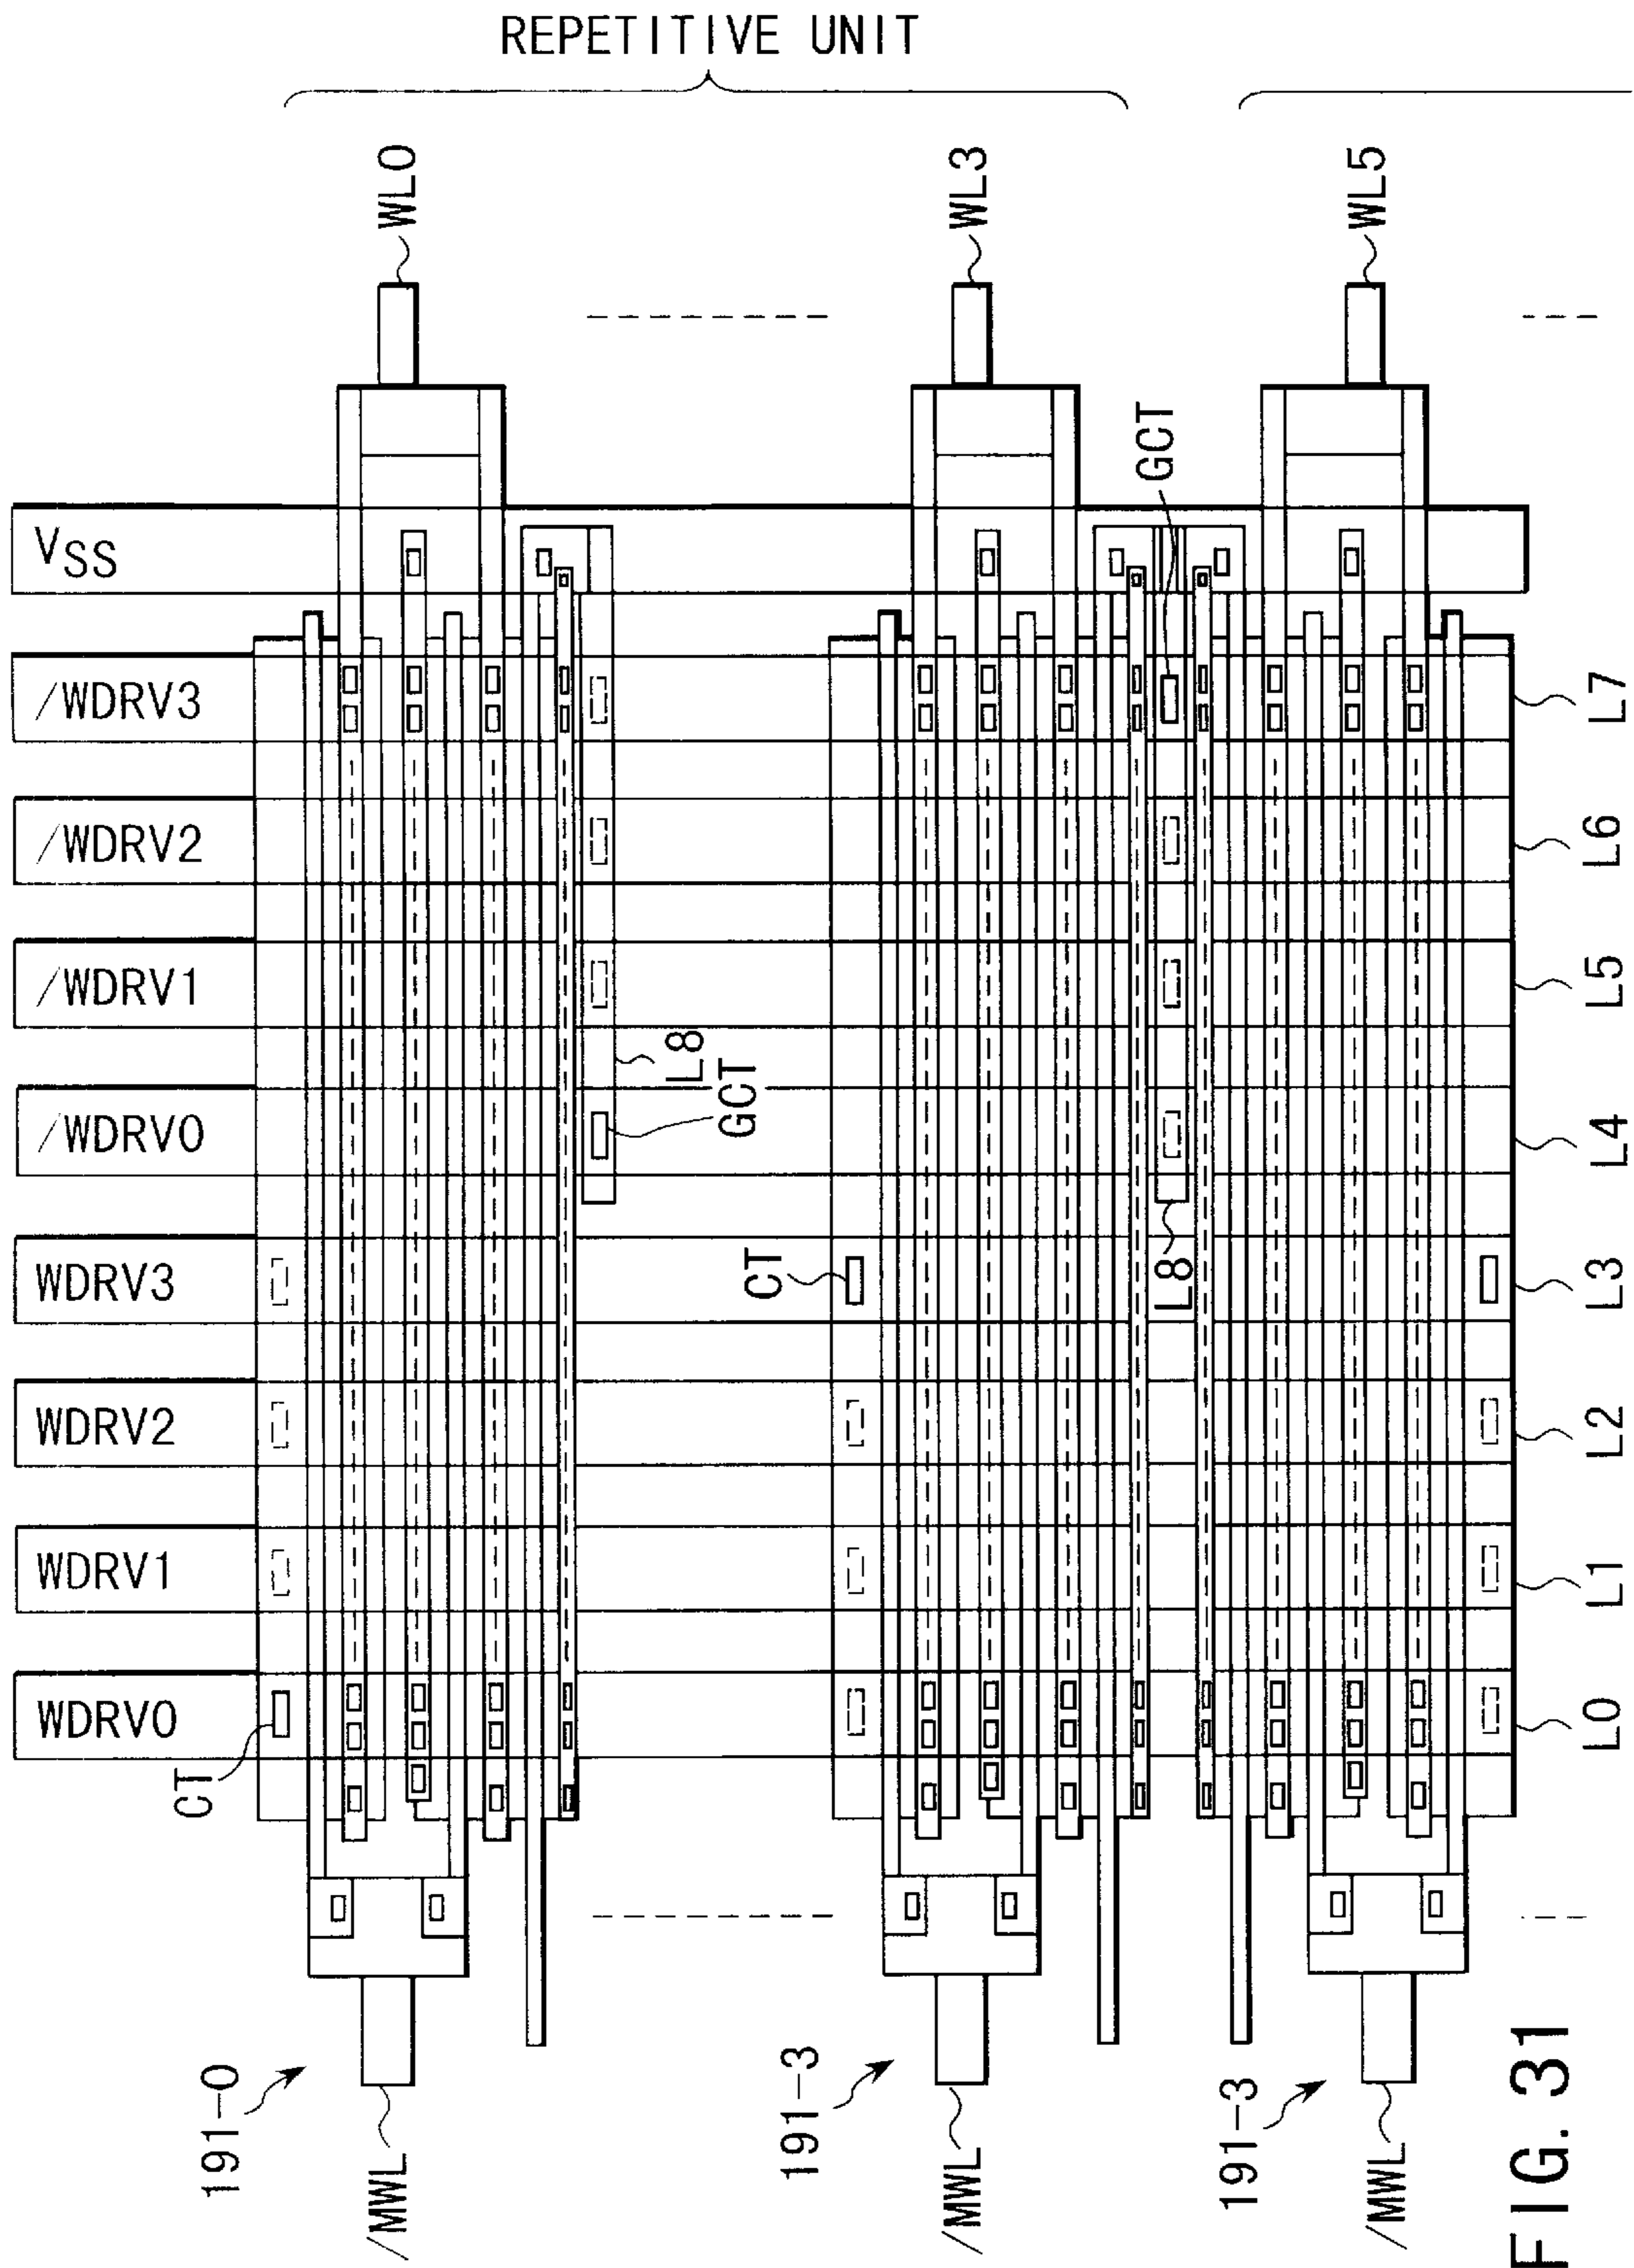 REPETITIVE UNIT
WL0
WL3
WL5
VSS
GCT
/WDRV3
L7
/WDRV2
L6
/WDRV1
L5
L8
GCT
/WDRV0
L4
WDRV3
CT
L8
L3
WDRV2
L2
WDRV1
L1
WDRV0
CT
L0
191-0
191-3
191-3
/MWL
/MWL
/MWL
FIG. 31